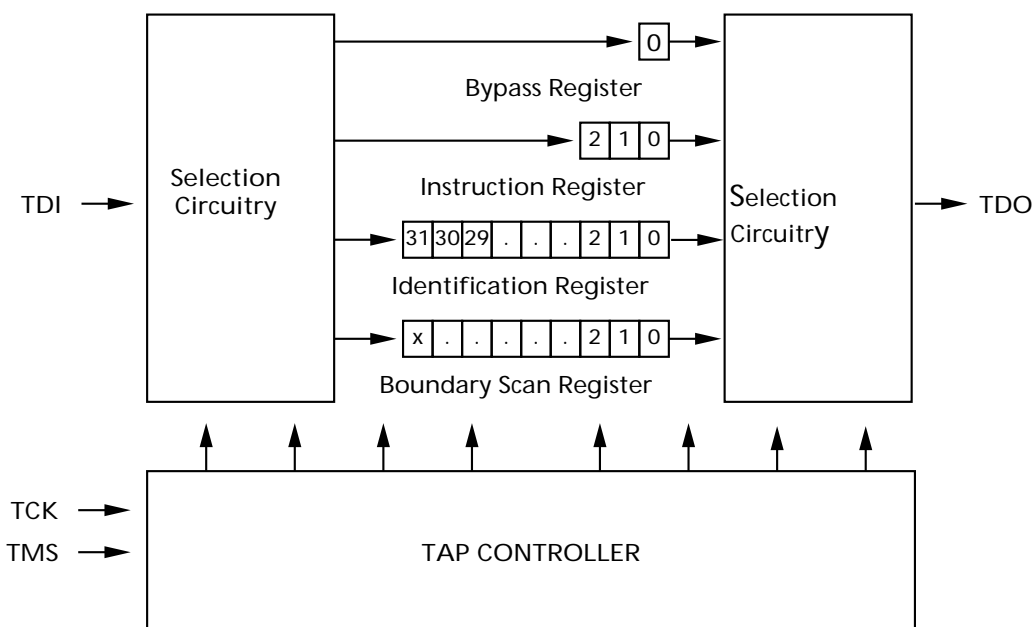 0
Bypass Register
2 1 0
Selection
Circuitry
Instruction Register
Selection
Circuitry
TDI
TDO
31 30 29 . . . 2 1 0
Identification Register
x . . . . . 2 1 0
Boundary Scan Register
TCK
TMS
TAP CONTROLLER